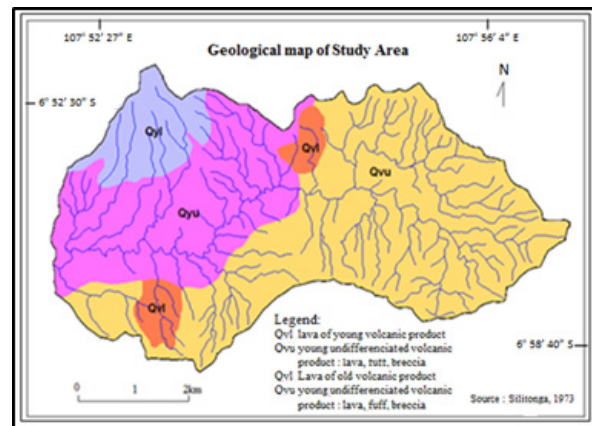 107° 52' 27" E
107° 56' 4" E
Geological map of Study Area
N
6° 52' 30" S
Qyl
Qvl
Qvu
Qyu
Qvl
Legend:
Qvl lava of young volcanic product
Qvu young undifferenciated volcanic
product : lava, tuff, breccia
Qvl Lava of old volcanic product
Qvu young undifferenciated volcanic
product : lava, fuff, breccia,
6° 58' 40" S
0 1 2km
Source : Silitonga, 1973